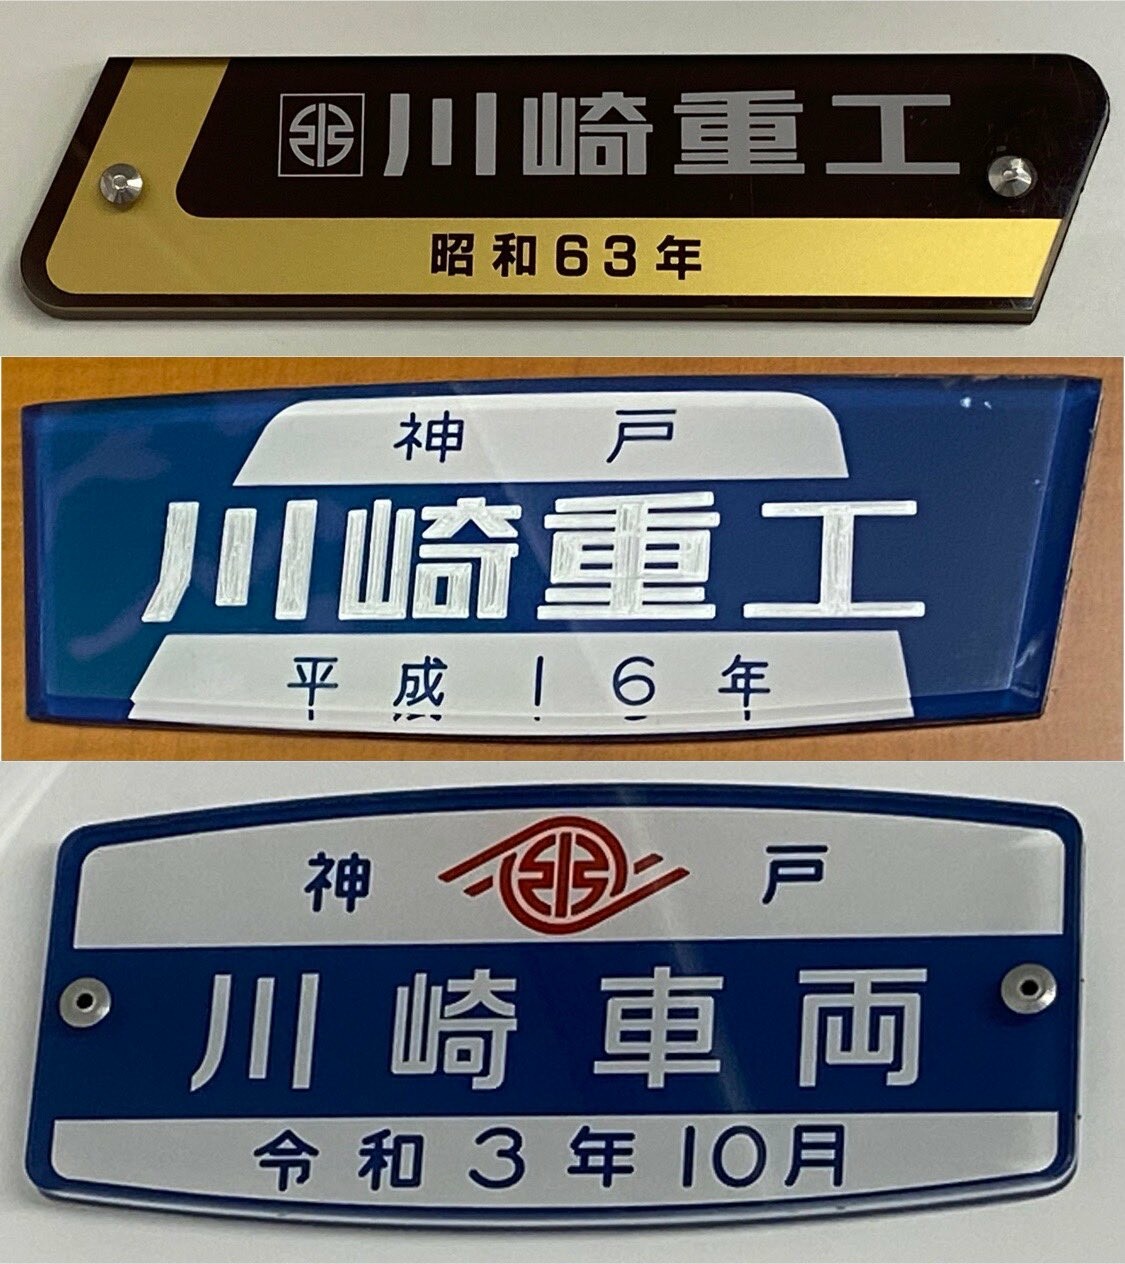 川崎重工
昭和63年
神戸
川崎重工
平成16年
神戸
川崎車両
令和3年10月